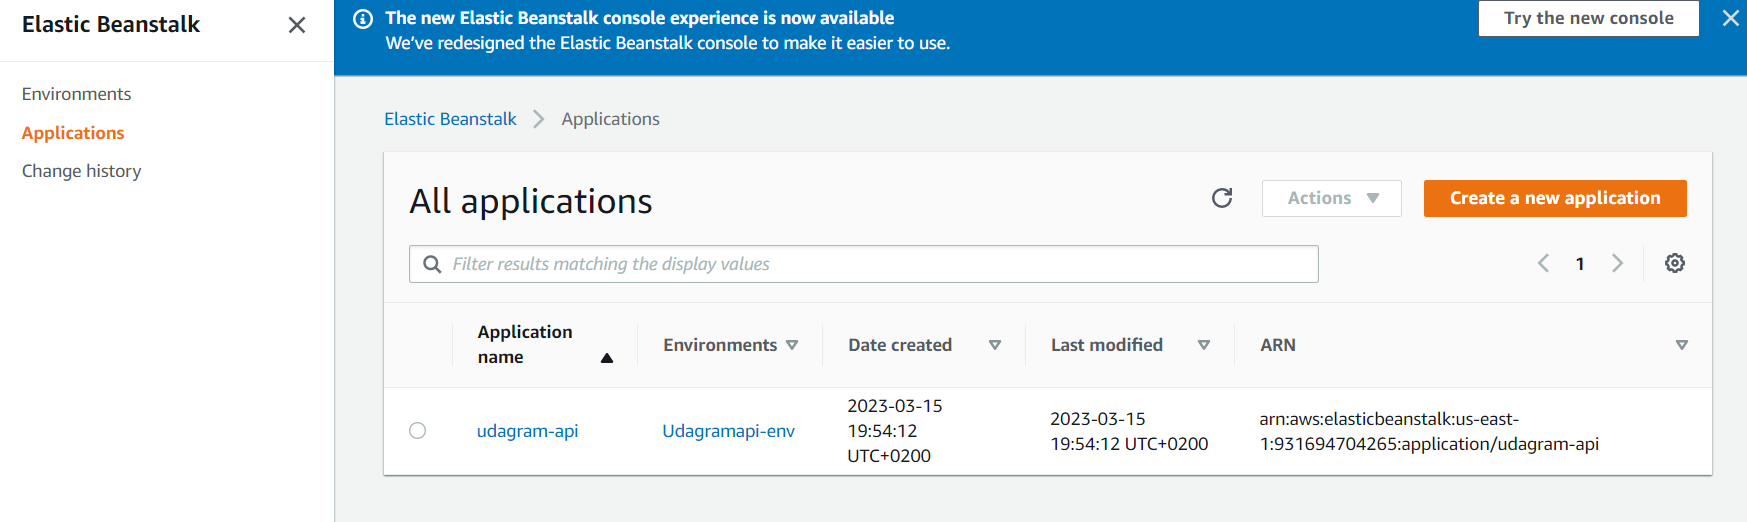 Elastic Beanstalk
Environments
Applications
Change history
The new Elastic Beanstalk console experience is now available
We’ve redesigned the Elastic Beanstalk console to make it easier to use.
Try the new console
Elastic Beanstalk
Applications
All applications
Actions
Create a new application
Filter results matching the display values
1
Application
name
Environments
Date created
Last modified
ARN
udagram-api
Udagramapi-env
2023-03-15
19:54:12
UTC+0200
2023-03-15
19:54:12 UTC+0200
arn:aws:elasticbeanstalk:us-east-
1:931694704265:application/udagram-api